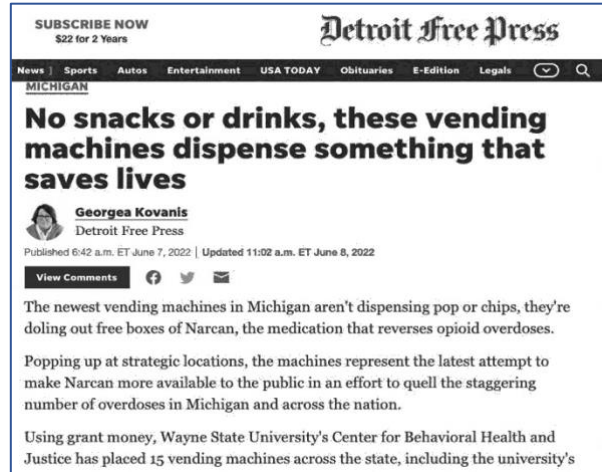 SUBSCRIBE NOW
$22 for 2 Years
Detroit Free Press
News ] Sports Autos Entertainment USA TODAY Obituaries E-Edition Legals
MICHIGAN
No snacks or drinks, these vending
machines dispense something that
saves lives
Georgea Kovanis
Detroit Free Press
Published 6:42 a.m. ET June 7, 2022 | Updated 11:02 a.m. ET June 8, 2022
View Comments
The newest vending machines in Michigan aren't dispensing pop or chips, they're
doling out free boxes of Narcan, the medication that reverses opioid overdoses.
Popping up at strategic locations, the machines represent the latest attempt to
make Narcan more available to the public in an effort to quell the staggering
number of overdoses in Michigan and across the nation.
Using grant money, Wayne State University's Center for Behavioral Health and
Justice has placed 15 vending machines across the state, including the university's